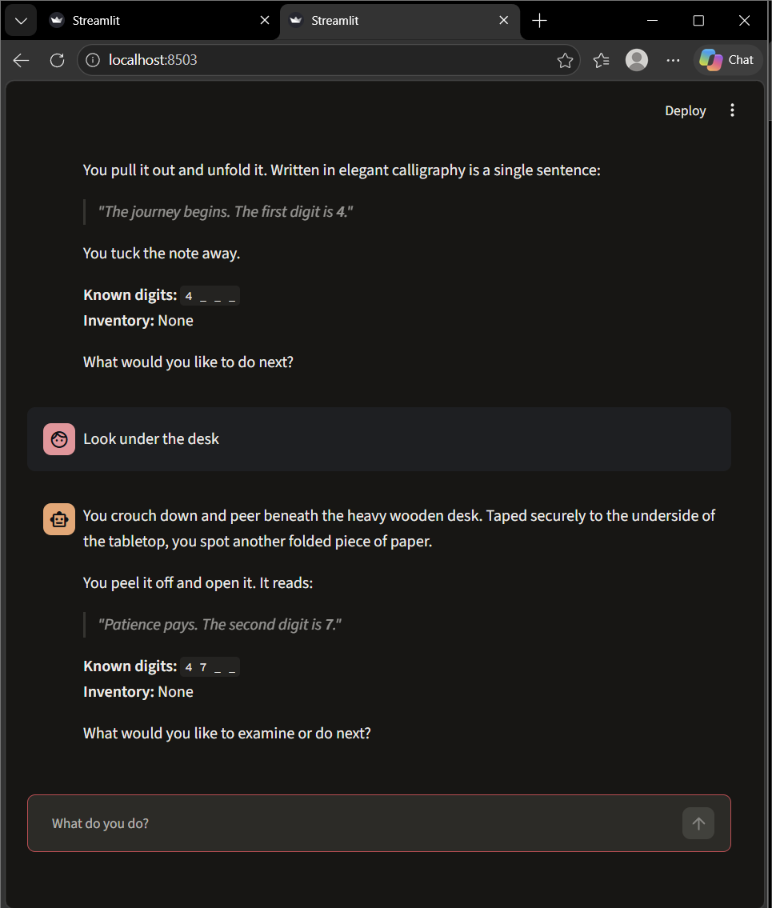 Streamlit
Streamlit
localhost:8503
Chat
Deploy
You pull it out and unfold it. Written in elegant calligraphy is a single sentence:
"The journey begins. The first digit is 4."
You tuck the note away.
Known digits: 4 _ _ _
Inventory: None
What would you like to do next?
Look under the desk
You crouch down and peer beneath the heavy wooden desk. Taped securely to the underside of
the tabletop, you spot another folded piece of paper.
You peel it off and open it. It reads:
"Patience pays. The second digit is 7."
Known digits: 4 7 _ _
Inventory: None
What would you like to examine or do next?
What do you do?